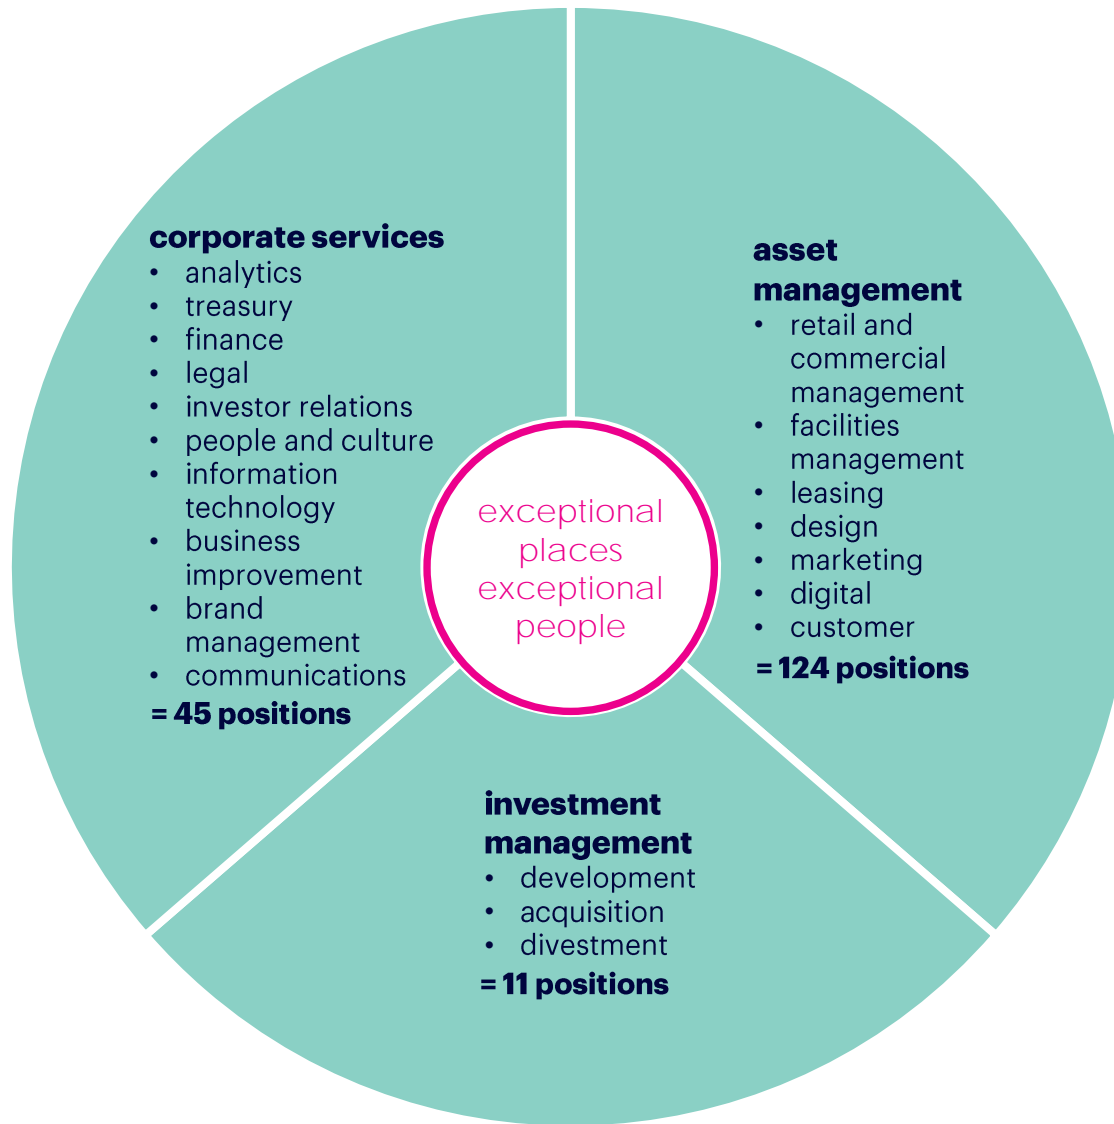 corporate services
• analytics
• treasury
• finance
• legal
• investor relations
• people and culture
• information
technology
• business
improvement
• brand
management
• communications
= 45 positions
exceptional
places
exceptional
people
asset
management
• retail and
commercial
management
• facilities
management
• leasing
• design
• marketing
• digital
• customer
= 124 positions
investment
management
• development
• acquisition
• divestment
= 11 positions